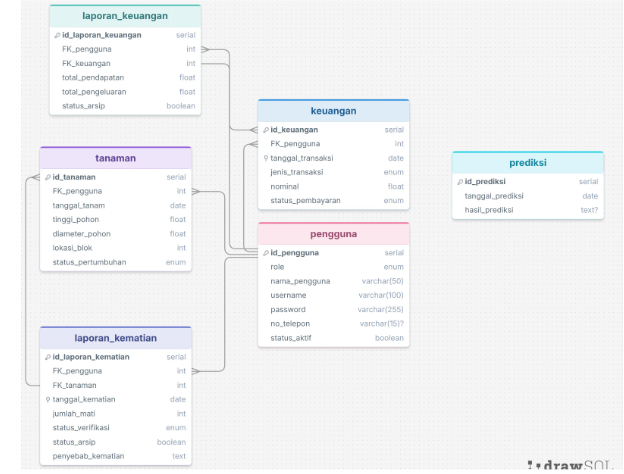 laporan_keuangan
id_laporan_keuangan serial
FK_pengguna int
FK_keuangan int
total_pendapatan float
total_pengeluaran float
status_arsip boolean
keuangan
id_keuangan serial
FK_pengguna int
tanggal_transaksi date
jenis_transaksi enum
nominal float
status_pembayaran enum
tanaman
id_tanaman serial
FK_pengguna int
tanggal_tanam date
tinggi_pohon float
diameter_pohon float
lokasi_blok int
status_pertumbuhan enum
prediksi
id_prediksi serial
tanggal_prediksi date
hasil_prediksi text?
pengguna
id_pengguna serial
role enum
nama_pengguna varchar(50)
username varchar(100)
password varchar(255)
no_telepon varchar(15)?
status_aktif boolean
laporan_kematian
id_laporan_kematian serial
FK_pengguna int
FK_tanaman int
tanggal_kematian date
jumlah_mati int
status_verifikasi enum
status_arsip boolean
penyebab_kematian text
drawSQL